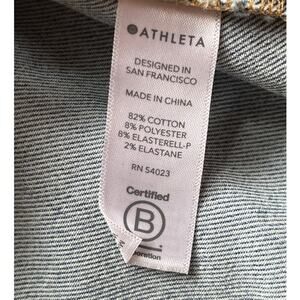 ATHLETA
DESIGNED IN
SAN FRANCISCO
MADE IN CHINA
82% COTTON
8% POLYESTER
8% ELASTERELL-P
2% ELASTANE
RN 54023
Certified
B
oration